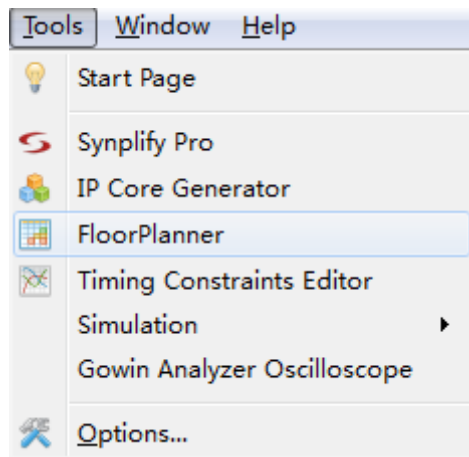 Tools Window Help
Start Page
Synplify Pro
IP Core Generator
FloorPlanner
Timing Constraints Editor
Simulation
Gowin Analyzer Oscilloscope
Options...